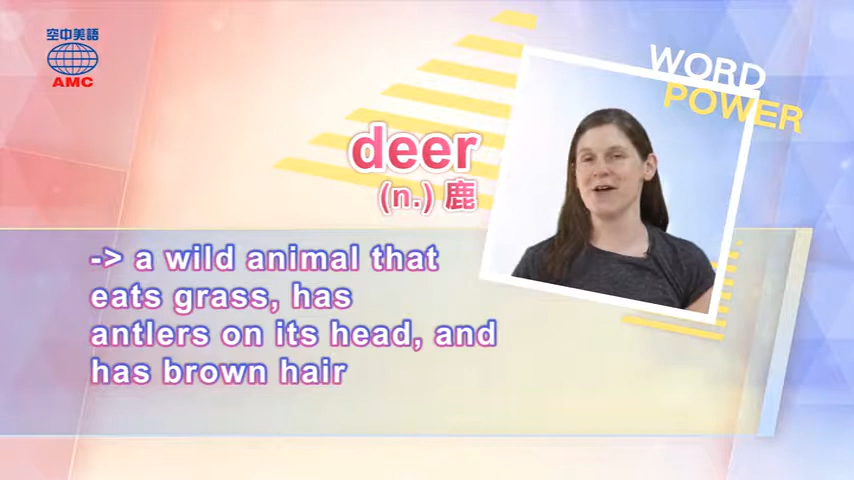 空中美語
AMC
WORD
POWER
deer
(n.) 鹿
-> a wild animal that
eats grass, has
antlers on its head, and
has brown hair